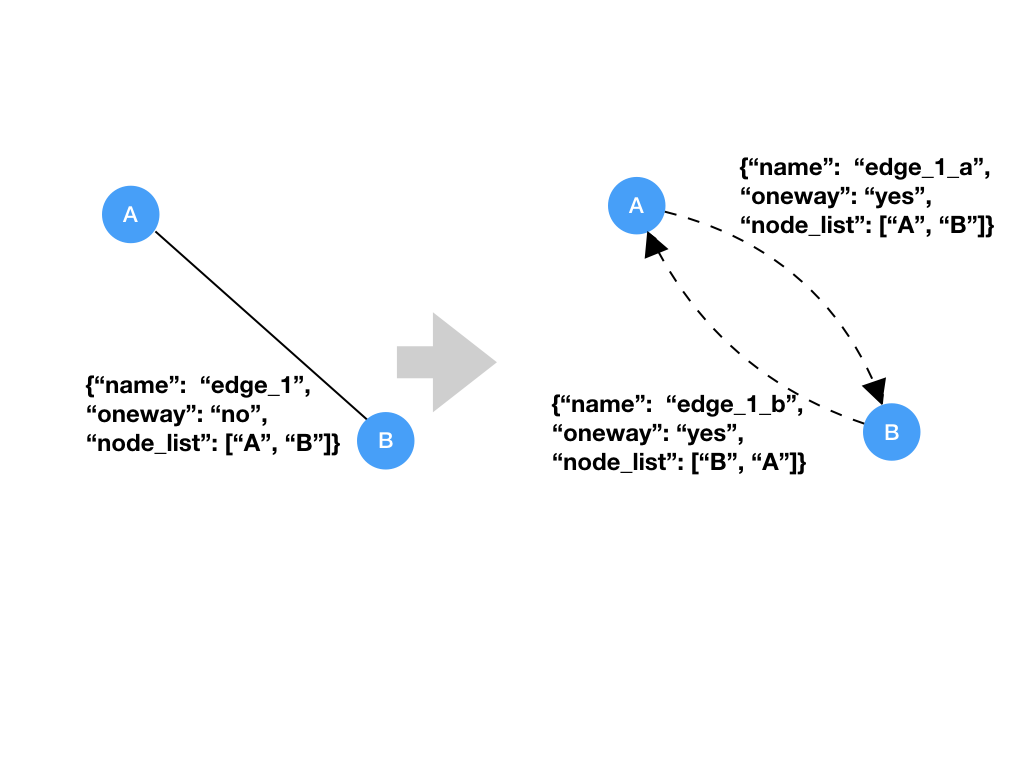 A
{“name”:  “edge_1”,
“oneway”: “no”,
“node_list”: [“A”, “B”]}
B
A
{“name”:  “edge_1_a”,
“oneway”: “yes”,
“node_list”: [“A”, “B”]}
{“name”:  “edge_1_b”,
“oneway”: “yes”,
“node_list”: [“B”, “A”]}
B